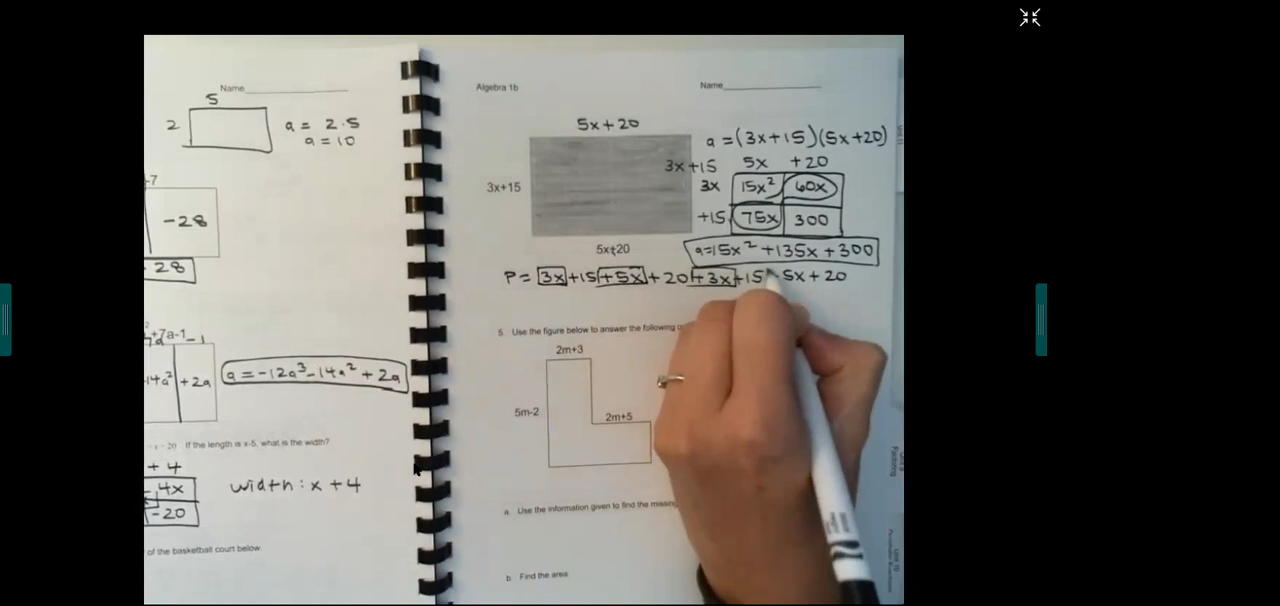 Name
5
2
a = 2·5
a = 10
-7
-28
28
+7a-1
-1
14a²
+2a
a = -12a³-14a² + 2a
x - 20 If the length is x-5, what is the width?
+ 4
4x
-20
width: x + 4
of the basketball court below.
Algebra 1b
Name
5x+20
3x+15
5x+20
a = (3x+15)(5x+20)
3x+15 5x +20
3x 15x² 60x
+15 75x 300
a=15x² +135x + 300
P = 3x +15 +5x + 20 +3x +15 + 5x + 20
5. Use the figure below to answer the following
2m+3
5m-2
2m+5
a. Use the information given to find the missing
b. Find the area
Factoring